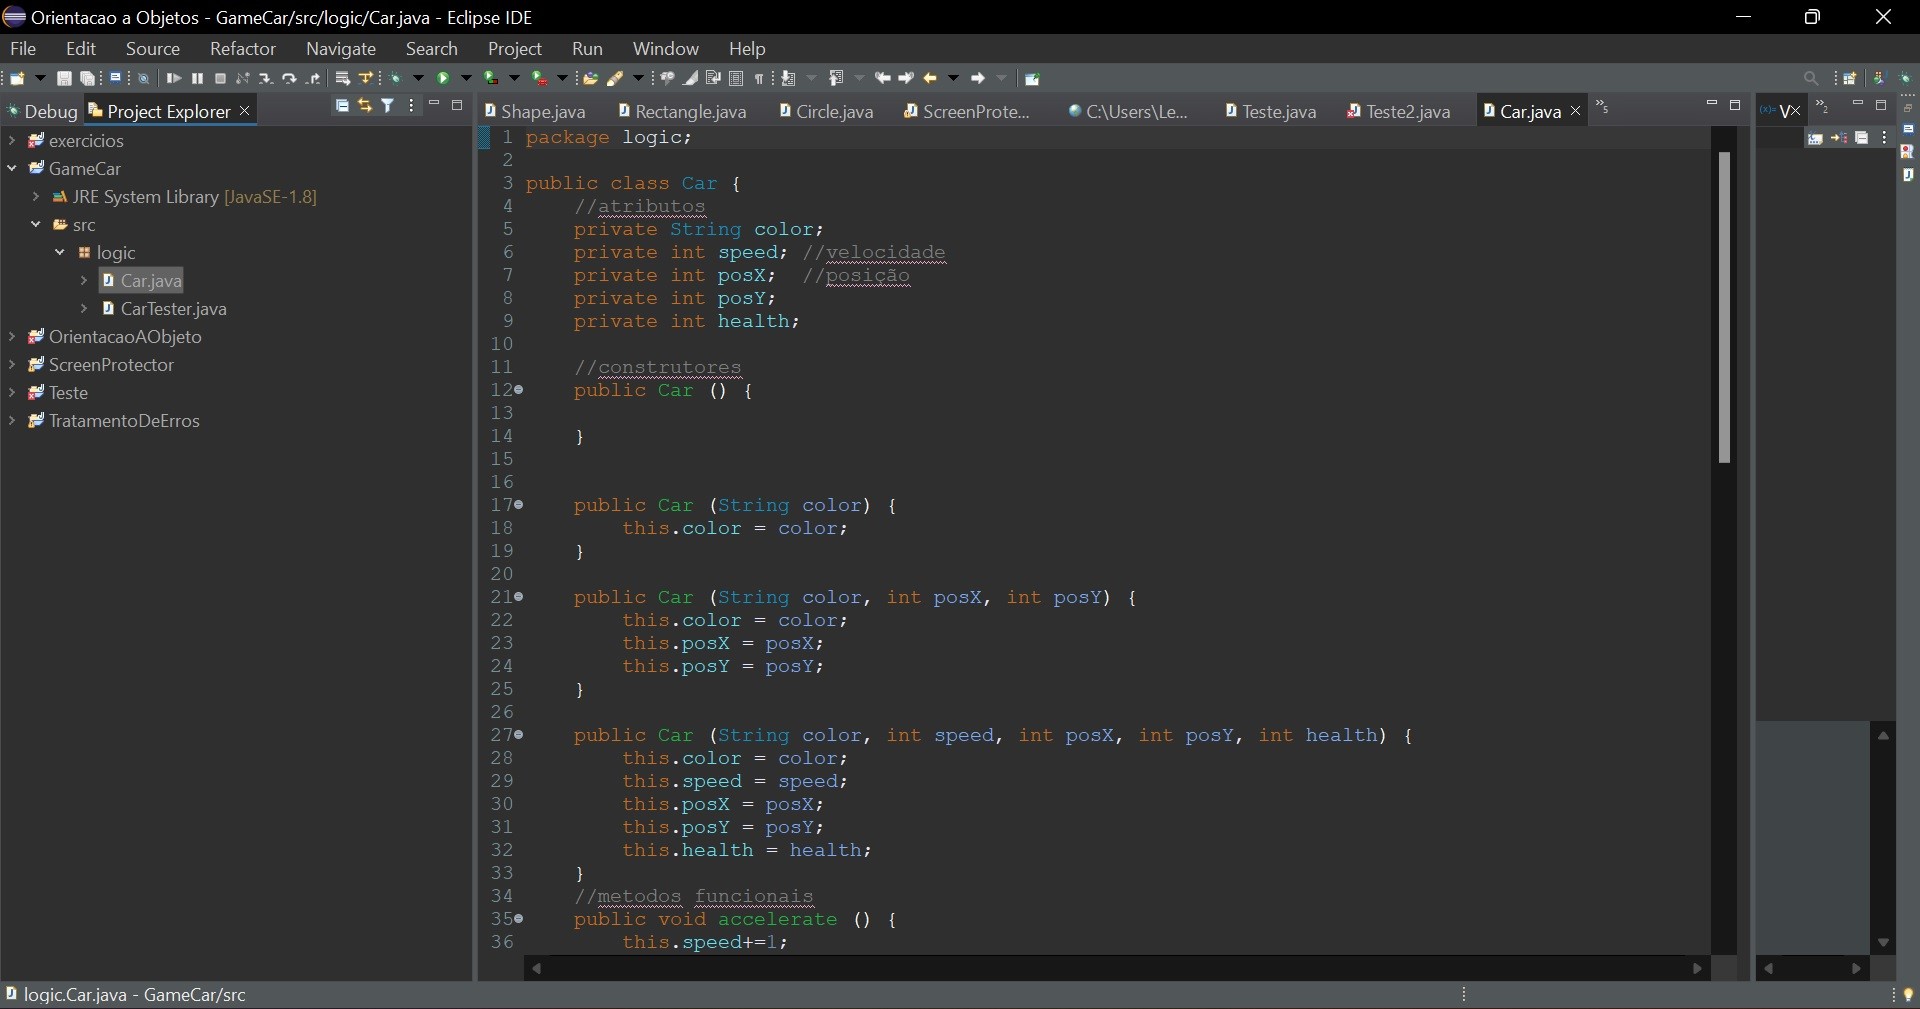 Orientacao a Objetos - GameCar/src/logic/Car.java - Eclipse IDE
File Edit Source Refactor Navigate Search Project Run Window Help
Debug Project Explorer
Shape.java Rectangle.java Circle.java ScreenProte... C:\Users\Le... Teste.java Teste2.java Car.java »5
(x)= V »2
exercicios
GameCar
JRE System Library [JavaSE-1.8]
src
logic
Car.java
CarTester.java
OrientacaoAObjeto
ScreenProtector
Teste
TratamentoDeErros
1 package logic;
2
3 public class Car {
4 //atributos
5 private String color;
6 private int speed; //velocidade
7 private int posX; //posição
8 private int posY;
9 private int health;
10
11 //construtores
12 public Car () {
13
14 }
15
16
17 public Car (String color) {
18 this.color = color;
19 }
20
21 public Car (String color, int posX, int posY) {
22 this.color = color;
23 this.posX = posX;
24 this.posY = posY;
25 }
26
27 public Car (String color, int speed, int posX, int posY, int health) {
28 this.color = color;
29 this.speed = speed;
30 this.posX = posX;
31 this.posY = posY;
32 this.health = health;
33 }
34 //metodos funcionais
35 public void accelerate () {
36 this.speed+=1;
logic.Car.java - GameCar/src